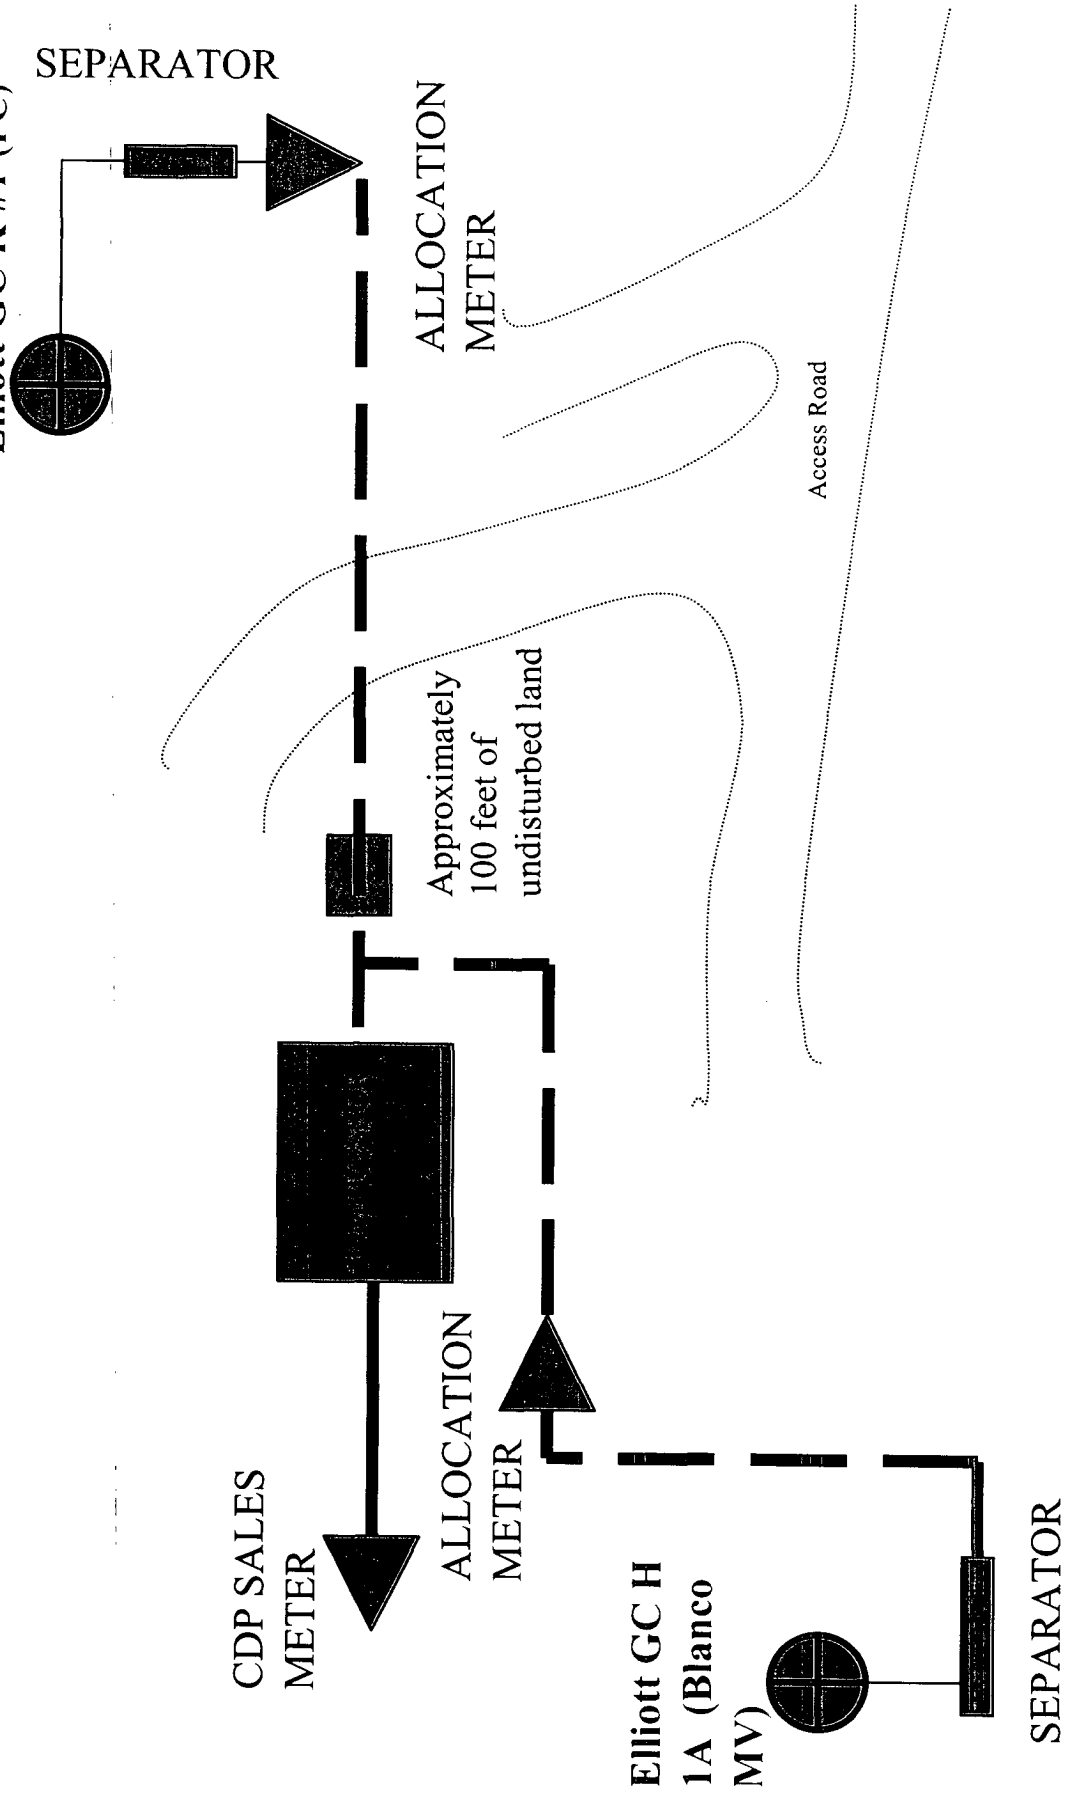 SEPARATOR
ALLOCATION
METER
Access Road
Approximately
100 feet of
undisturbed land
CDP SALES
METER
ALLOCATION
METER
Elliott GC H
1A (Blanco
MV)
SEPARATOR